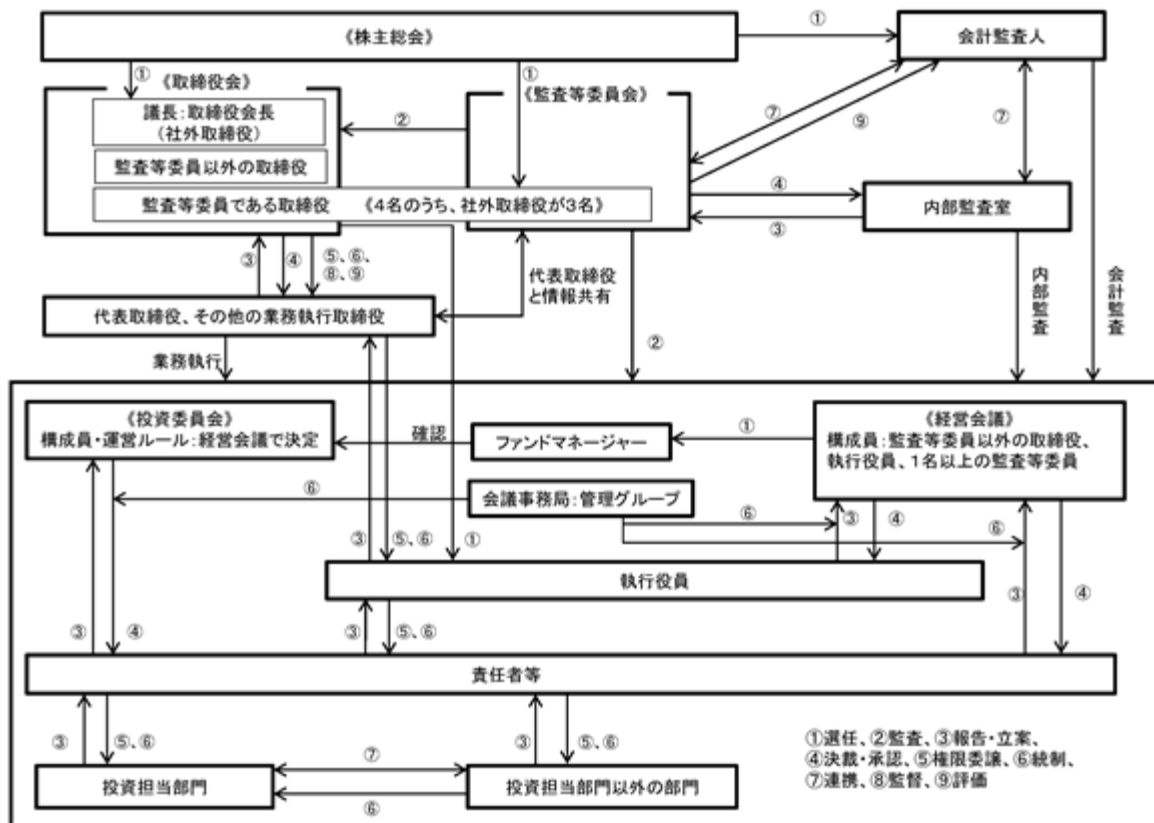 《株主総会》
①
会計監査人
①
《取締役会》
①
《監査等委員会》
議長：取締役会長
（社外取締役）
②
⑦
⑨
⑦
監査等委員以外の取締役
④
監査等委員である取締役　《４名のうち、社外取締役が３名》
内部監査室
③
③
④
⑤、⑥、
⑧、⑨
代表取締役
と情報共有
内部監査
会計監査
代表取締役、その他の業務執行取締役
②
業務執行
《投資委員会》
構成員・運営ルール：経営会議で決定
確認
ファンドマネージャー
①
《経営会議》
構成員：監査等委員以外の取締役、
執行役員、１名以上の監査等委員
⑥
会議事務局：管理グループ
⑥
③
④
⑥
③
⑤、⑥
①
執行役員
③
④
③
④
③
⑤、⑥
責任者等
③
⑤、⑥
③
⑤、⑥
⑦
投資担当部門
投資担当部門以外の部門
⑥
①選任、②監査、③報告・立案、
④決裁・承認、⑤権限委譲、⑥統制、
⑦連携、⑧監督、⑨評価